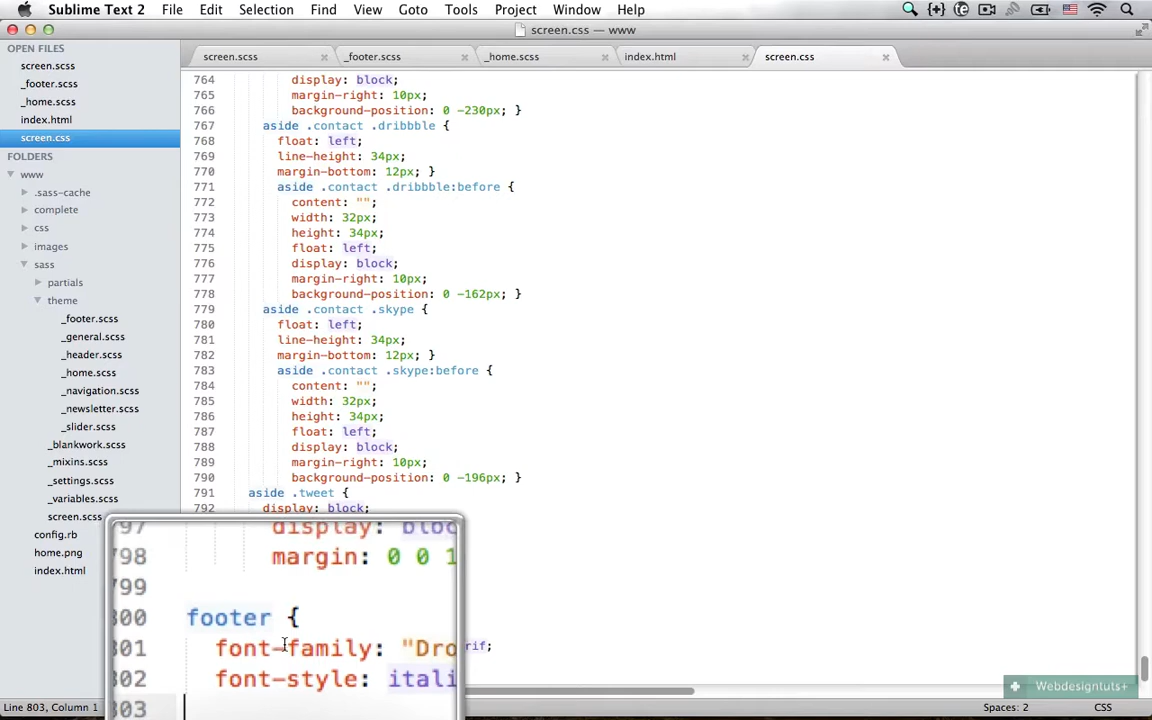 Sublime Text 2 File Edit Selection Find View Goto Tools Project Window Help
screen.css — www
OPEN FILES
screen.scss
_footer.scss
_home.scss
index.html
screen.css
FOLDERS
www
.sass-cache
complete
css
images
sass
partials
theme
_footer.scss
_general.scss
_header.scss
_home.scss
_navigation.scss
_newsletter.scss
_slider.scss
_blankwork.scss
_mixins.scss
_settings.scss
_variables.scss
screen.scss
config.rb
home.png
index.html
screen.scss _footer.scss _home.scss index.html screen.css
764 display: block;
765 margin-right: 10px;
766 background-position: 0 -230px; }
767 aside .contact .dribbble {
768 float: left;
769 line-height: 34px;
770 margin-bottom: 12px; }
771 aside .contact .dribbble:before {
772 content: "";
773 width: 32px;
774 height: 34px;
775 float: left;
776 display: block;
777 margin-right: 10px;
778 background-position: 0 -162px; }
779 aside .contact .skype {
780 float: left;
781 line-height: 34px;
782 margin-bottom: 12px; }
783 aside .contact .skype:before {
784 content: "";
785 width: 32px;
786 height: 34px;
787 float: left;
788 display: block;
789 margin-right: 10px;
790 background-position: 0 -196px; }
791 aside .tweet {
792 display: block;
797 display: bloc
798 margin: 0 0 1
799
800 footer {
801 font-family: "Dro rif;
802 font-style: itali
803
Webdesigntuts+
Line 803, Column 1 Spaces: 2 CSS